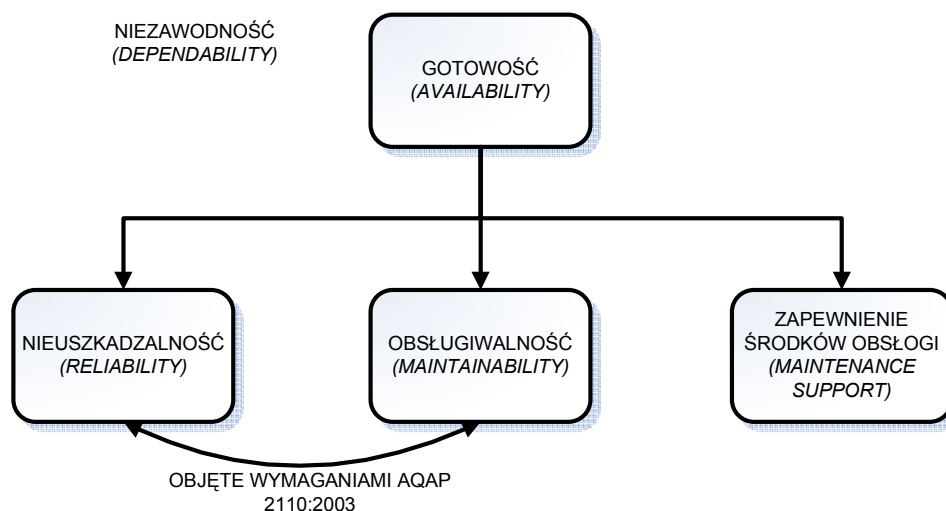 NIEZAWODNOŚĆ
(DEPENDABILITY)
GOTOWOŚĆ
(AVAILABILITY)
NIEUSZKADZALNOŚĆ
(RELIABILITY)
OBSŁUGIWALNOŚĆ
(MAINTAINABILITY)
ZAPEWNIENIE
ŚRODKÓW OBSŁOGI
(MAINTENANCE
SUPPORT)
OBJĘTE WYMAGANIAMI AQAP
2110:2003